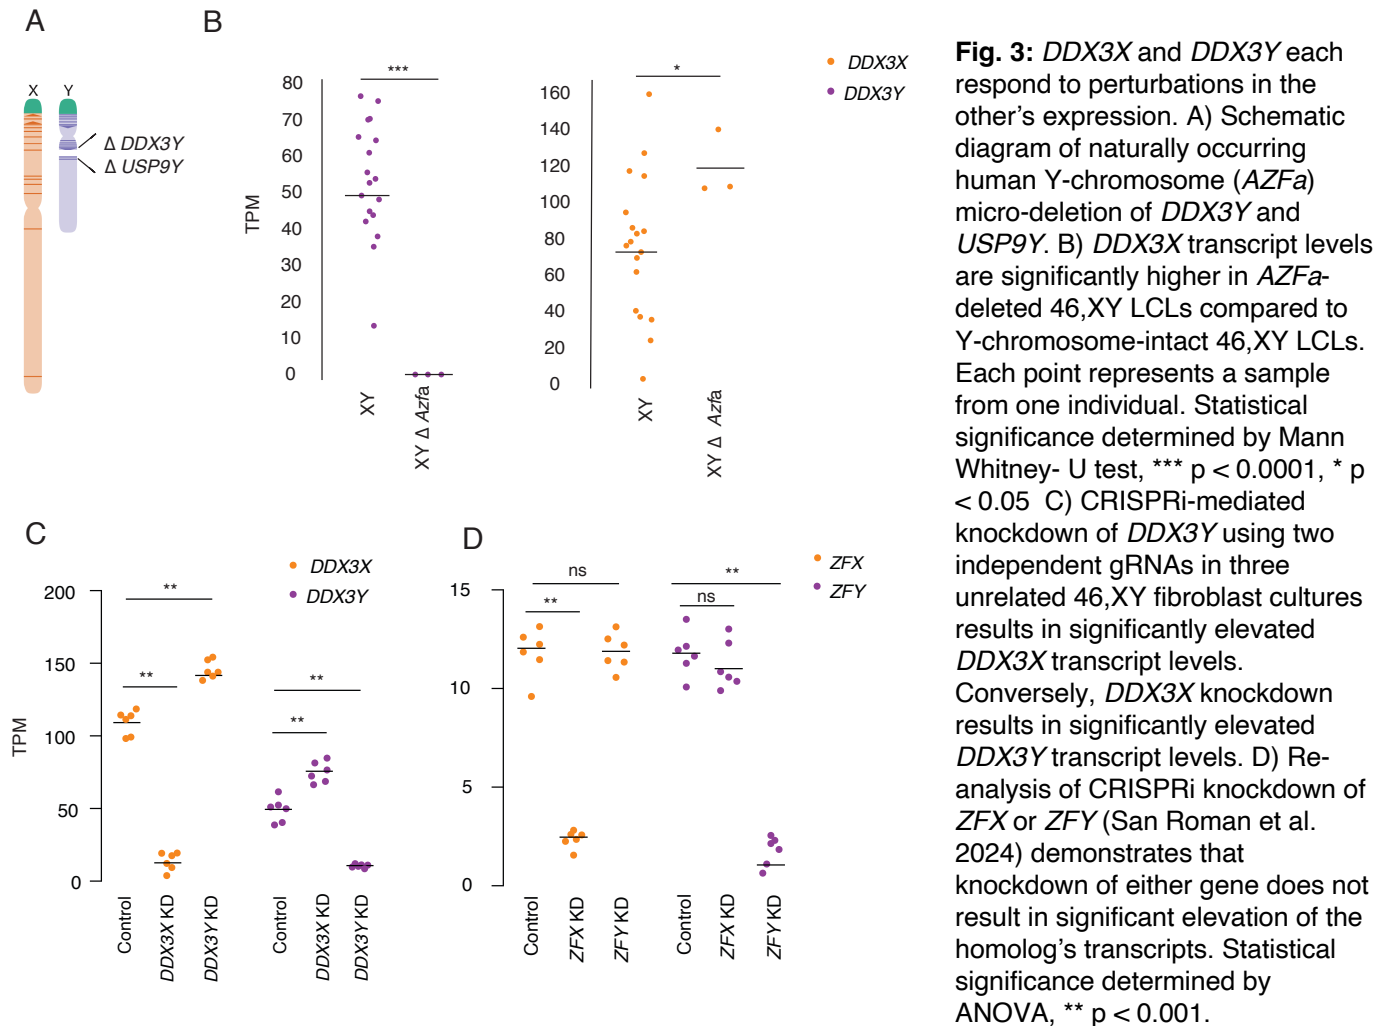 A
X Y
Δ DDX3Y
Δ USP9Y
B
TPM
80
70
60
50
40
30
20
10
0
***
XY
XY Δ Azfa
160
140
120
100
80
60
40
20
0
*
XY
XY Δ Azfa
DDX3X
DDX3Y
C
TPM
200
150
100
50
0
**
**
**
**
DDX3X
DDX3Y
Control
DDX3X KD
DDX3Y KD
Control
DDX3X KD
DDX3Y KD
D
15
10
5
0
ns
**
**
ns
ZFX
ZFY
Control
ZFX KD
ZFY KD
Control
ZFX KD
ZFY KD
Fig. 3: DDX3X and DDX3Y each
respond to perturbations in the
other's expression. A) Schematic
diagram of naturally occurring
human Y-chromosome (AZFa)
micro-deletion of DDX3Y and
USP9Y. B) DDX3X transcript levels
are significantly higher in AZFa-
deleted 46,XY LCLs compared to
Y-chromosome-intact 46,XY LCLs.
Each point represents a sample
from one individual. Statistical
significance determined by Mann
Whitney- U test, *** p < 0.0001, * p
< 0.05 C) CRISPRi-mediated
knockdown of DDX3Y using two
independent gRNAs in three
unrelated 46,XY fibroblast cultures
results in significantly elevated
DDX3X transcript levels.
Conversely, DDX3X knockdown
results in significantly elevated
DDX3Y transcript levels. D) Re-
analysis of CRISPRi knockdown of
ZFX or ZFY (San Roman et al.
2024) demonstrates that
knockdown of either gene does not
result in significant elevation of the
homolog's transcripts. Statistical
significance determined by
ANOVA, ** p < 0.001.